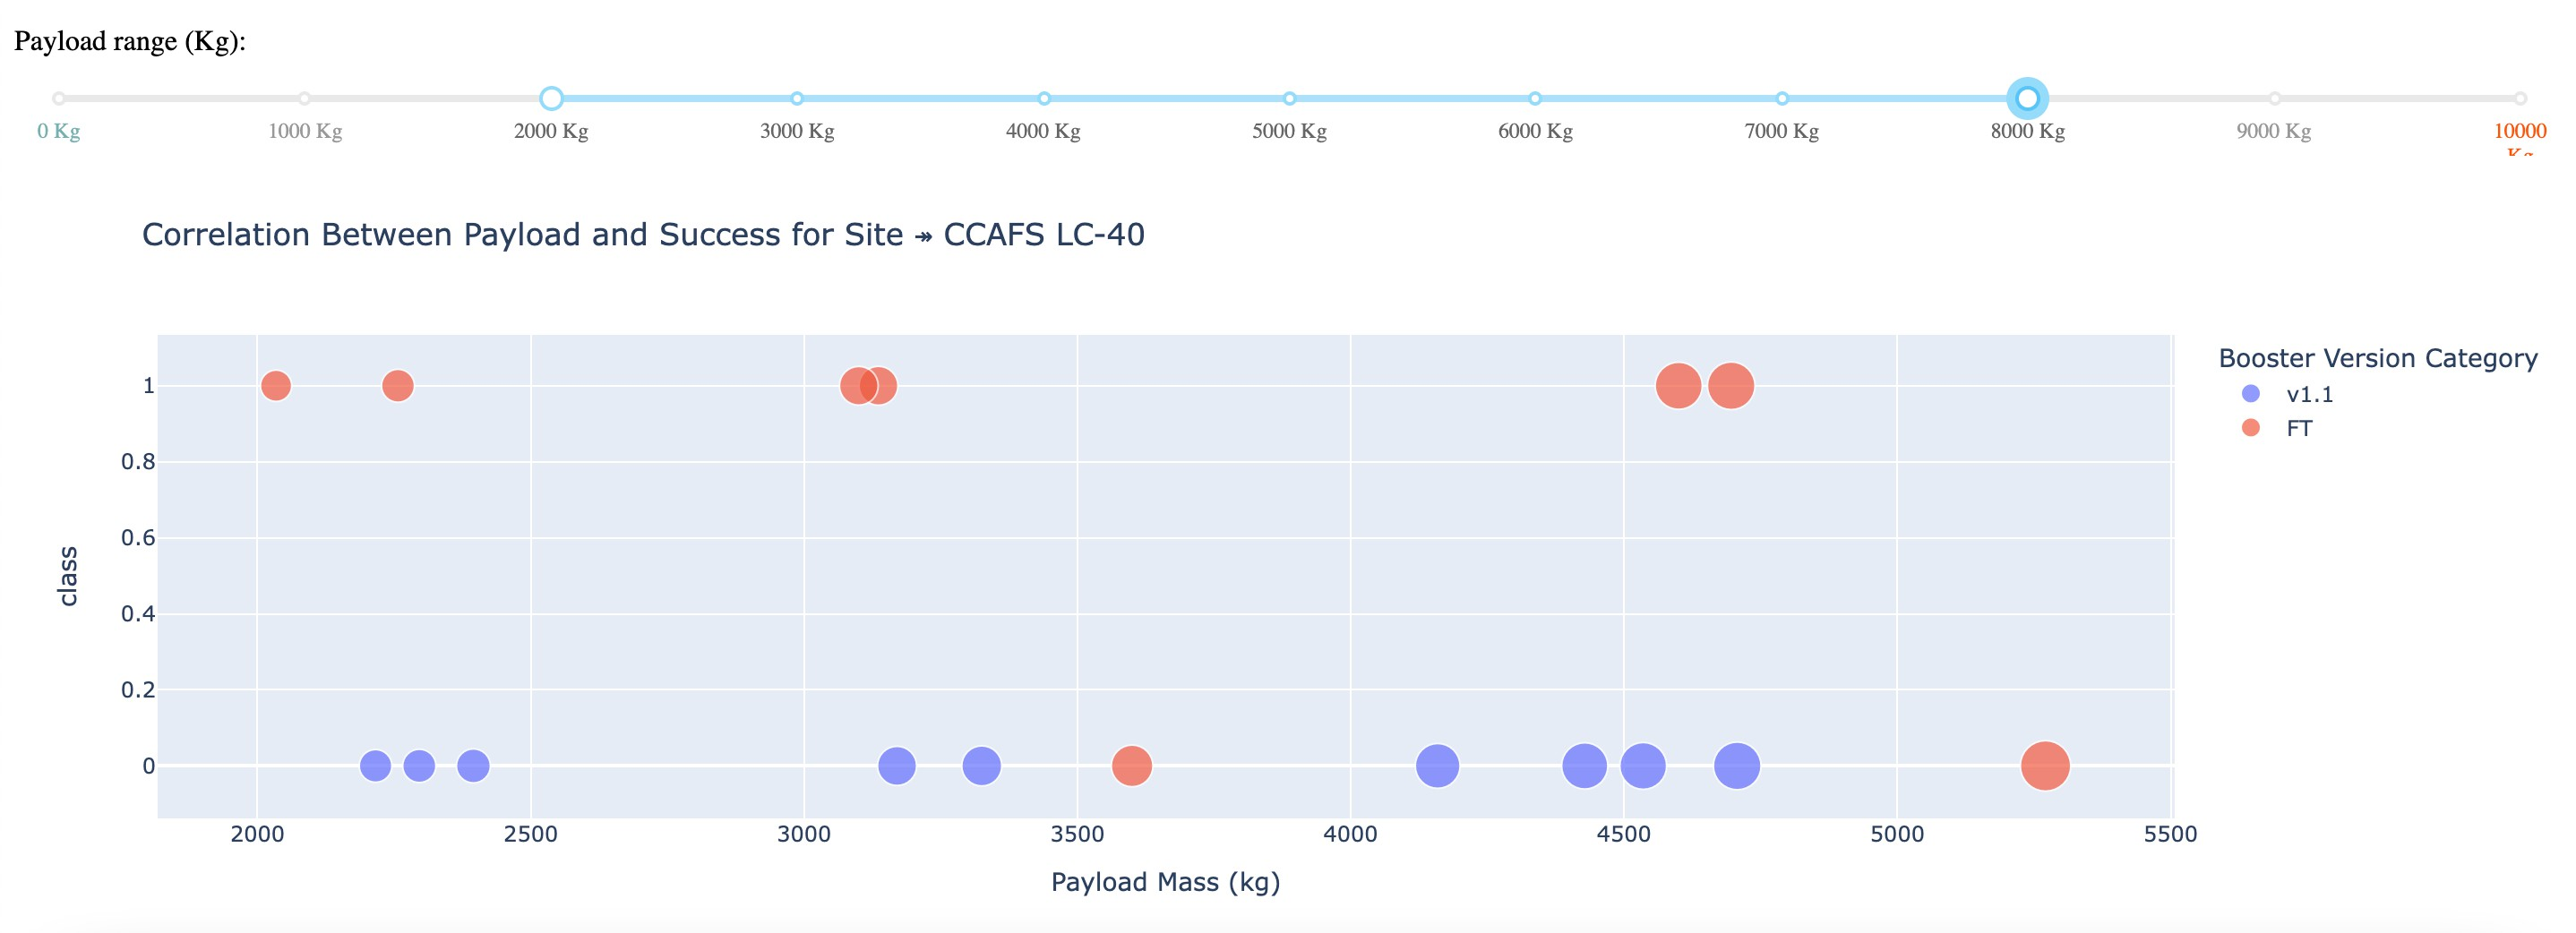 Payload range (Kg):
0 Kg 1000 Kg 2000 Kg 3000 Kg 4000 Kg 5000 Kg 6000 Kg 7000 Kg 8000 Kg 9000 Kg 10000 Kg
Correlation Between Payload and Success for Site ↠ CCAFS LC-40
Booster Version Category
v1.1
FT
1
0.8
0.6
0.4
0.2
0
class
2000 2500 3000 3500 4000 4500 5000 5500
Payload Mass (kg)